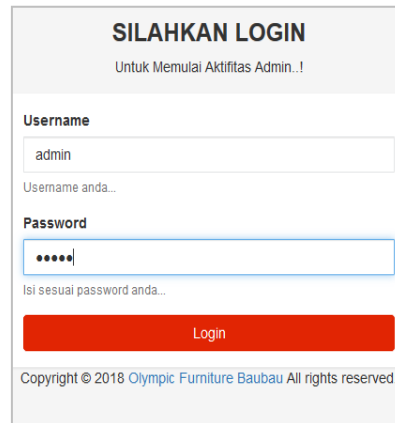 SILAHKAN LOGIN
Untuk Memulai Aktifitas Admin..!
Username
admin
Username anda...
Password
•••••
Isi sesuai password anda...
Login
Copyright © 2018 Olympic Furniture Baubau All rights reserved